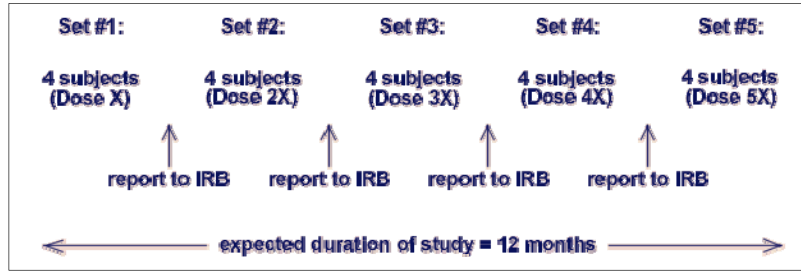 Set #1: Set #2: Set #3: Set #4: Set #5:
4 subjects 4 subjects 4 subjects 4 subjects 4 subjects
(Dose X) (Dose 2X) (Dose 3X) (Dose 4X) (Dose 5X)
report to IRB report to IRB report to IRB report to IRB
expected duration of study = 12 months